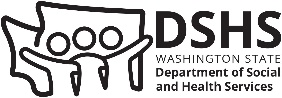 DSHS
WASHINGTON STATE
Department of Social
and Health Services